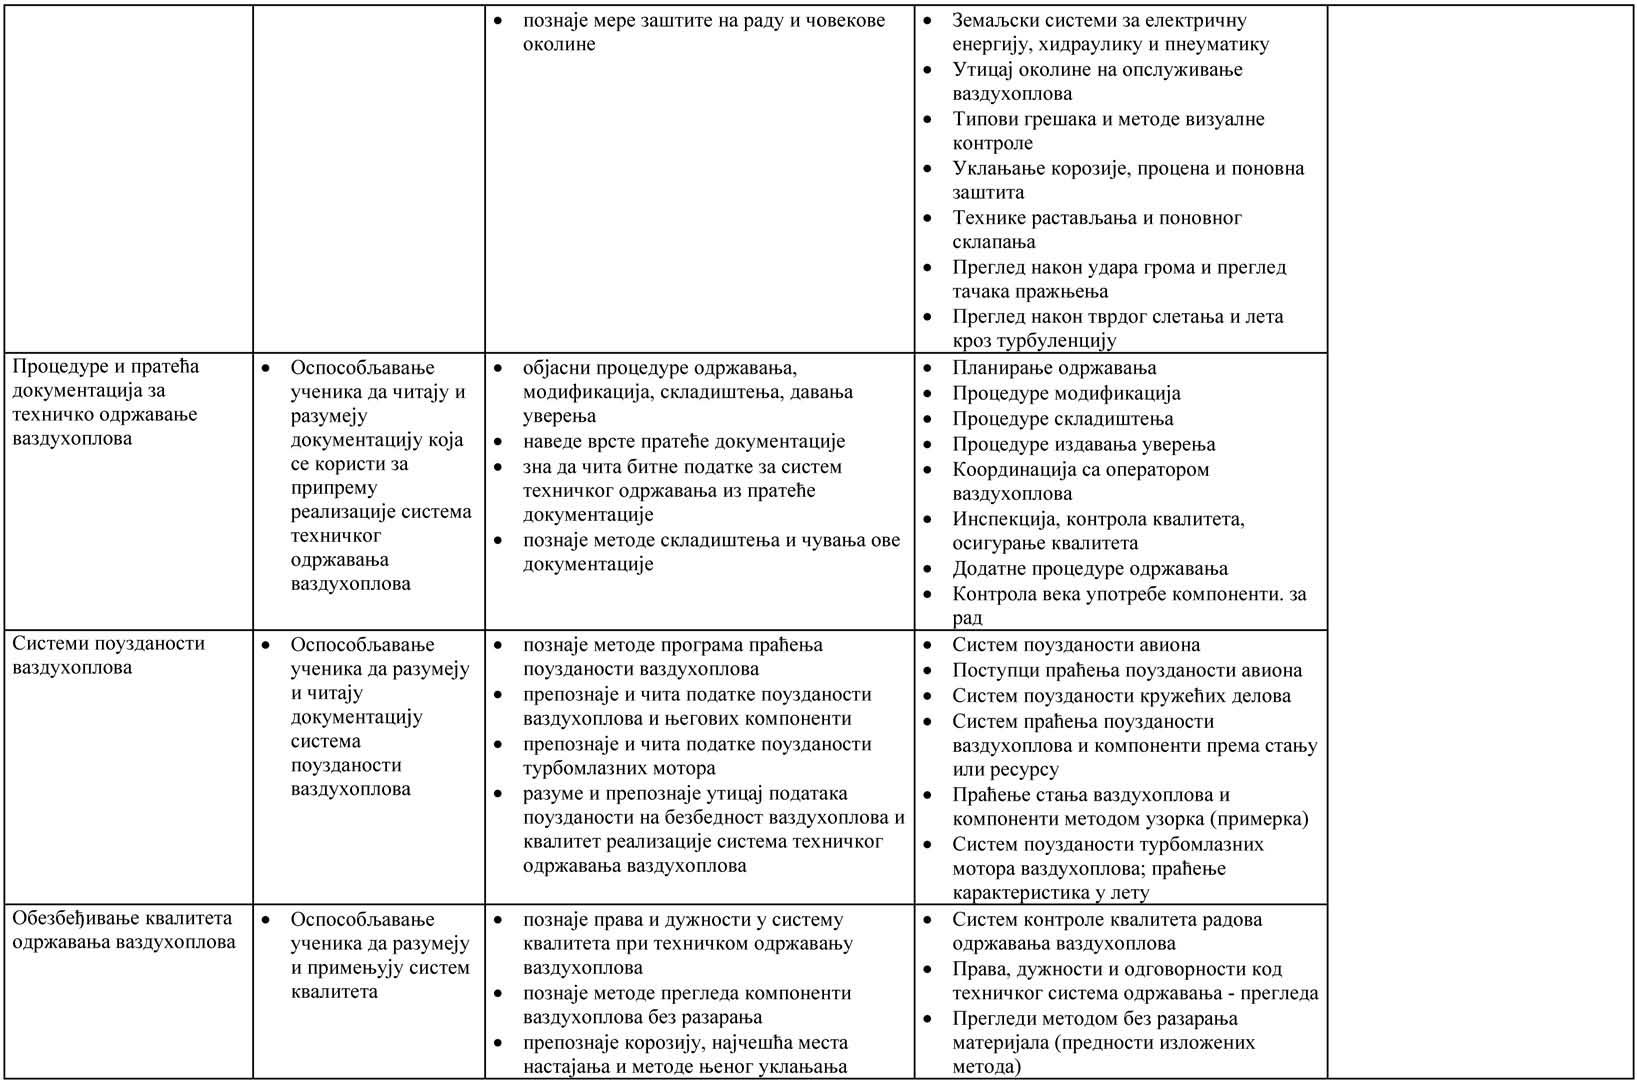 познаје мере заштите на раду и човекове
околине
Земаљски системи за електричну
енергију, хидраулику и пнеуматику
Утицај околине на опслуживање
ваздухоплова
Типови грешака и методе визуалне
контроле
Уклањање корозије, процена и поновна
заштита
Технике растављања и поновног
склапања
Преглед након удара грома и преглед
тачака пражњења
Преглед након тврдог слетања и лета
кроз турбуленцију
Процедуре и пратећа
документација за
техничко одржавање
ваздухоплова
Оспособљавање
ученика да читају и
разумеју
документацију која
се користи за
припрему
реализације система
техничког
одржавања
ваздухоплова
објасни процедуре одржавања,
модификација, складиштења, давања
уверења
наведе врсте пратеће документације
зна да чита битне податке за систем
техничког одржавања из пратеће
документације
познаје методе складиштења и чувања ове
документације
Планирање одржавања
Процедуре модификација
Процедуре складиштења
Процедуре издавања уверења
Координација са оператором
ваздухоплова
Инспекција, контрола квалитета,
осигурање квалитета
Додатне процедуре одржавања
Контрола века употребе компоненти. за
рад
Системи поузданости
ваздухоплова
Оспособљавање
ученика да разумеју
и читају
документацију
система
поузданости
ваздухоплова
познаје методе програма праћења
поузданости ваздухоплова
препознаје и чита податке поузданости
ваздухоплова и његових компоненти
препознаје и чита податке поузданости
турбомлазних мотора
разуме и препознаје утицај података
поузданости на безбедност ваздухоплова и
квалитет реализације система техничког
одржавања ваздухоплова
Систем поузданости авиона
Поступци праћења поузданости авиона
Систем поузданости кружећих делова
Систем праћења поузданости
ваздухоплова и компоненти према стању
или ресурсу
Праћење стања ваздухоплова и
компоненти методом узорка (примерка)
Систем поузданости турбомлазних
мотора ваздухоплова; праћење
карактеристика у лету
Обезбеђивање квалитета
одржавања ваздухоплова
Оспособљавање
ученика да разумеју
и примењују систем
квалитета
познаје права и дужности у систему
квалитета при техничком одржавању
ваздухоплова
познаје методе прегледа компоненти
ваздухоплова без разарања
препознаје корозију, најчешћа места
настајања и методе њеног уклањања
Систем контроле квалитета радова
одржавања ваздухоплова
Права, дужности и одговорности код
техничког система одржавања - прегледа
Прегледи методом без разарања
материјала (предности изложених
метода)